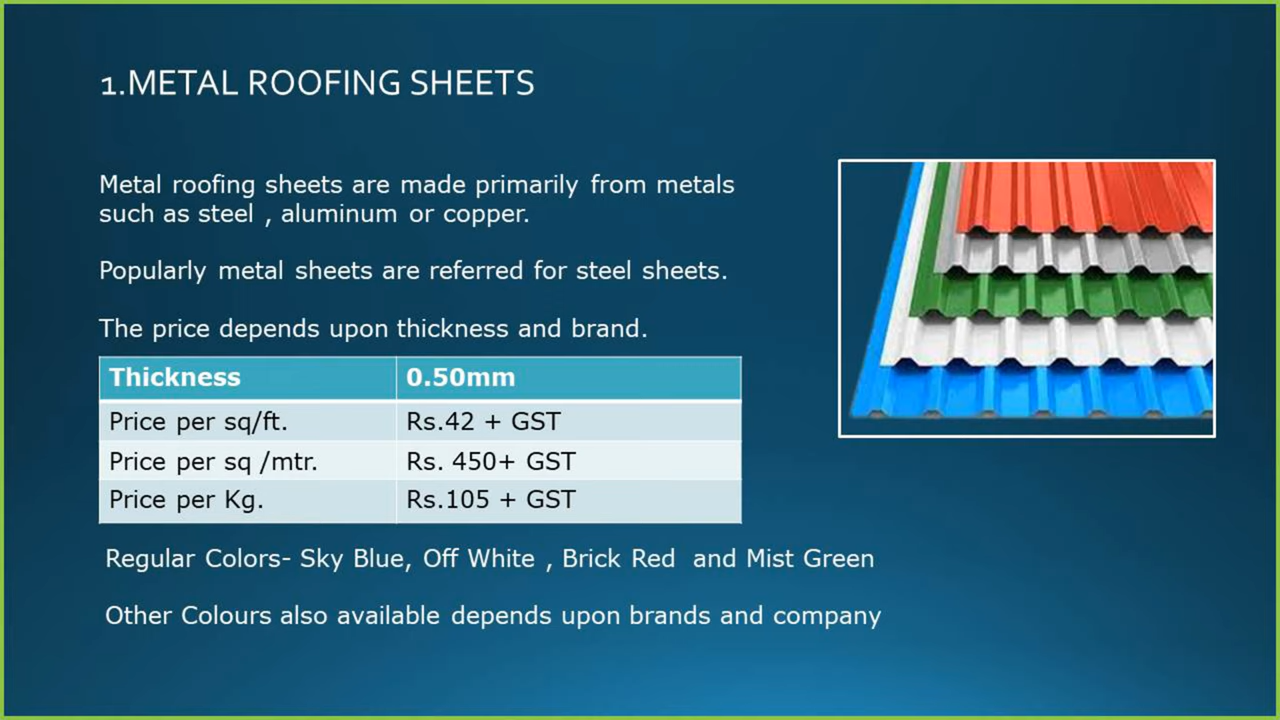 1.METAL ROOFING SHEETS
Metal roofing sheets are made primarily from metals
such as steel , aluminum or copper.
Popularly metal sheets are referred for steel sheets.
The price depends upon thickness and brand.
Thickness 0.50mm
Price per sq/ft. Rs.42 + GST
Price per sq /mtr. Rs. 450+ GST
Price per Kg. Rs.105 + GST
Regular Colors- Sky Blue, Off White , Brick Red and Mist Green
Other Colours also available depends upon brands and company